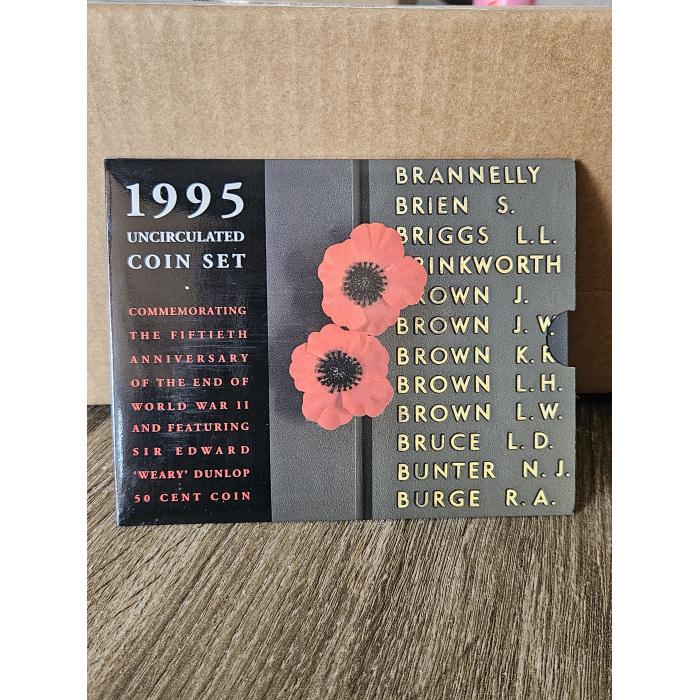 1995
UNCIRCULATED
COIN SET
COMMEMORATING
THE FIFTIETH
ANNIVERSARY
OF THE END OF
WORLD WAR II
AND FEATURING
SIR EDWARD
'WEARY' DUNLOP
50 CENT COIN
BRANNELLY
BRIEN S.
BRIGGS L.L.
RINKWORTH
ROWN J.
BROWN J.W
BROWN K.
BROWN L.H.
BROWN L.W.
BRUCE L.D.
BUNTER N.J.
BURGE R.A.